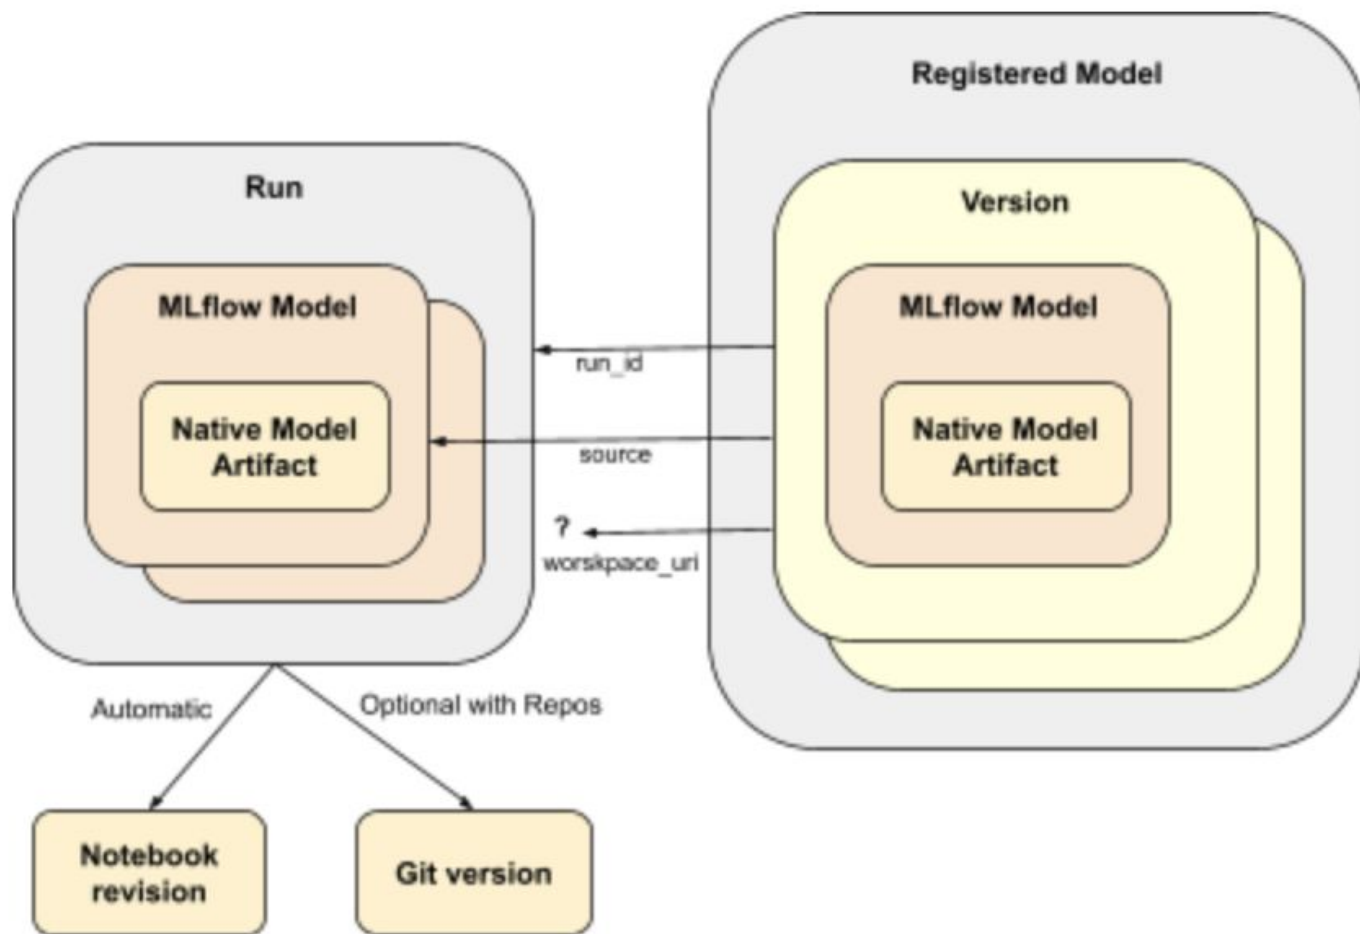 Registered Model
Run
Version
MLflow Model
MLflow Model
run_id
Native Model
Artifact
Native Model
Artifact
source
?
worskpace_uri
Automatic
Optional with Repos
Notebook
revision
Git version